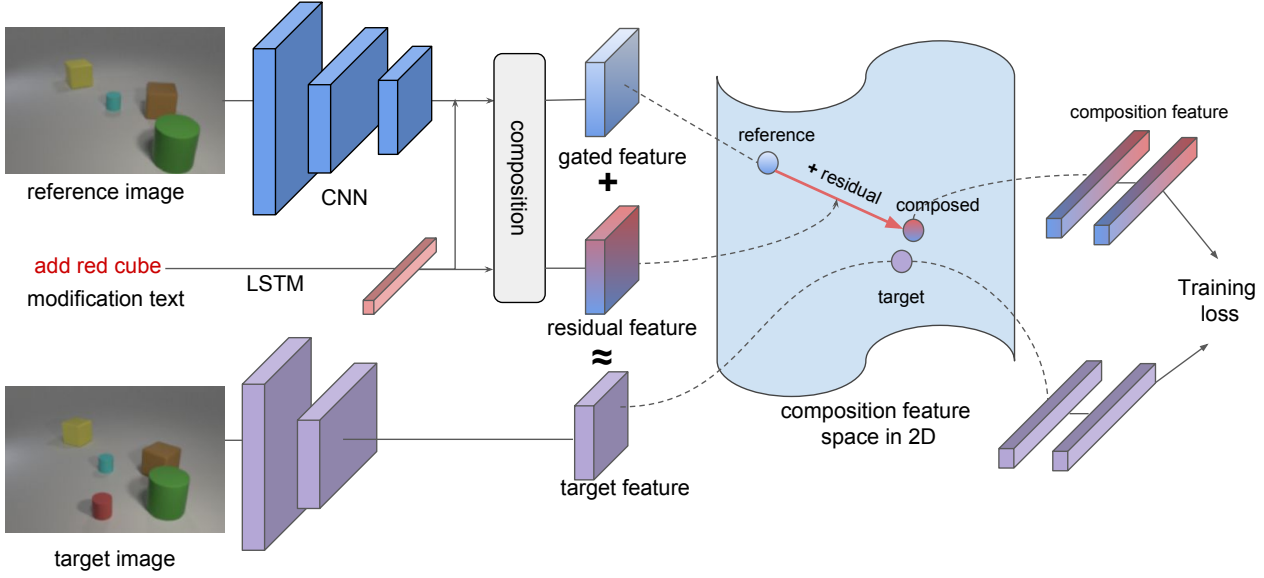 reference image
CNN
add red cube
modification text
LSTM
composition
gated feature
+
residual feature
≈
target feature
target image
reference
+ residual
composed
target
composition feature
space in 2D
composition feature
Training
loss